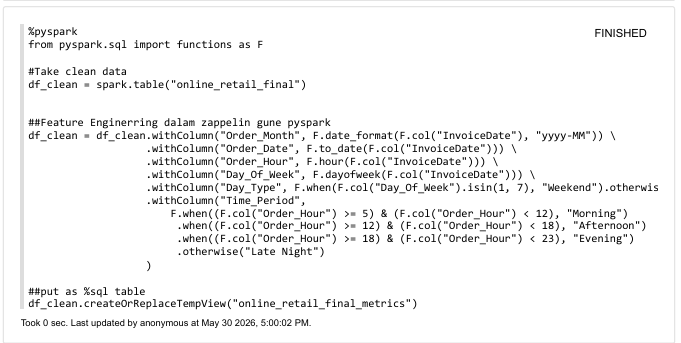 %pyspark
FINISHED
from pyspark.sql import functions as F
#Take clean data
df_clean = spark.table("online_retail_final")
##Feature Enginerring dalam zappelin gune pyspark
df_clean = df_clean.withColumn("Order_Month", F.date_format(F.col("InvoiceDate"), "yyyy-MM")) \
.withColumn("Order_Date", F.to_date(F.col("InvoiceDate"))) \
.withColumn("Order_Hour", F.hour(F.col("InvoiceDate"))) \
.withColumn("Day_Of_Week", F.dayofweek(F.col("InvoiceDate"))) \
.withColumn("Day_Type", F.when(F.col("Day_Of_Week").isin(1, 7), "Weekend").otherwis
.withColumn("Time_Period",
F.when((F.col("Order_Hour") >= 5) & (F.col("Order_Hour") < 12), "Morning")
.when((F.col("Order_Hour") >= 12) & (F.col("Order_Hour") < 18), "Afternoon")
.when((F.col("Order_Hour") >= 18) & (F.col("Order_Hour") < 23), "Evening")
.otherwise("Late Night")
)
##put as %sql table
df_clean.createOrReplaceTempView("online_retail_final_metrics")
Took 0 sec. Last updated by anonymous at May 30 2026, 5:00:02 PM.